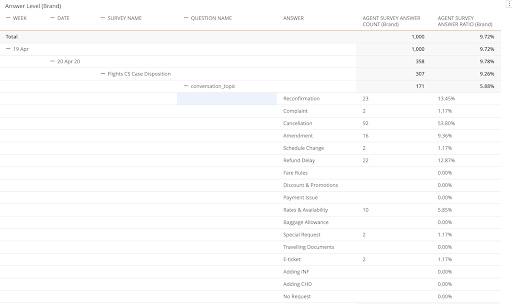 Answer Level (Brand)
WEEK DATE SURVEY NAME QUESTION NAME ANSWER AGENT SURVEY ANSWER COUNT (Brand) AGENT SURVEY ANSWER RATIO (Brand)
Total 1,000 9.72%
19 Apr 1,000 9.72%
20 Apr 20 358 9.78%
Flights CS Case Disposition 307 9.26%
conversation_topic 171 5.88%
Reconfirmation 23 13.45%
Complaint 2 1.17%
Cancellation 92 53.80%
Amendment 16 9.36%
Schedule Change 2 1.17%
Refund Delay 22 12.87%
Fare Rules 0.00%
Discount & Promotions 0.00%
Payment Issue 0.00%
Rates & Availability 10 5.85%
Baggage Allowance 0.00%
Special Request 2 1.17%
Travelling Documents 0.00%
E-ticket 2 1.17%
Adding INF 0.00%
Adding CHD 0.00%
No Request 0.00%